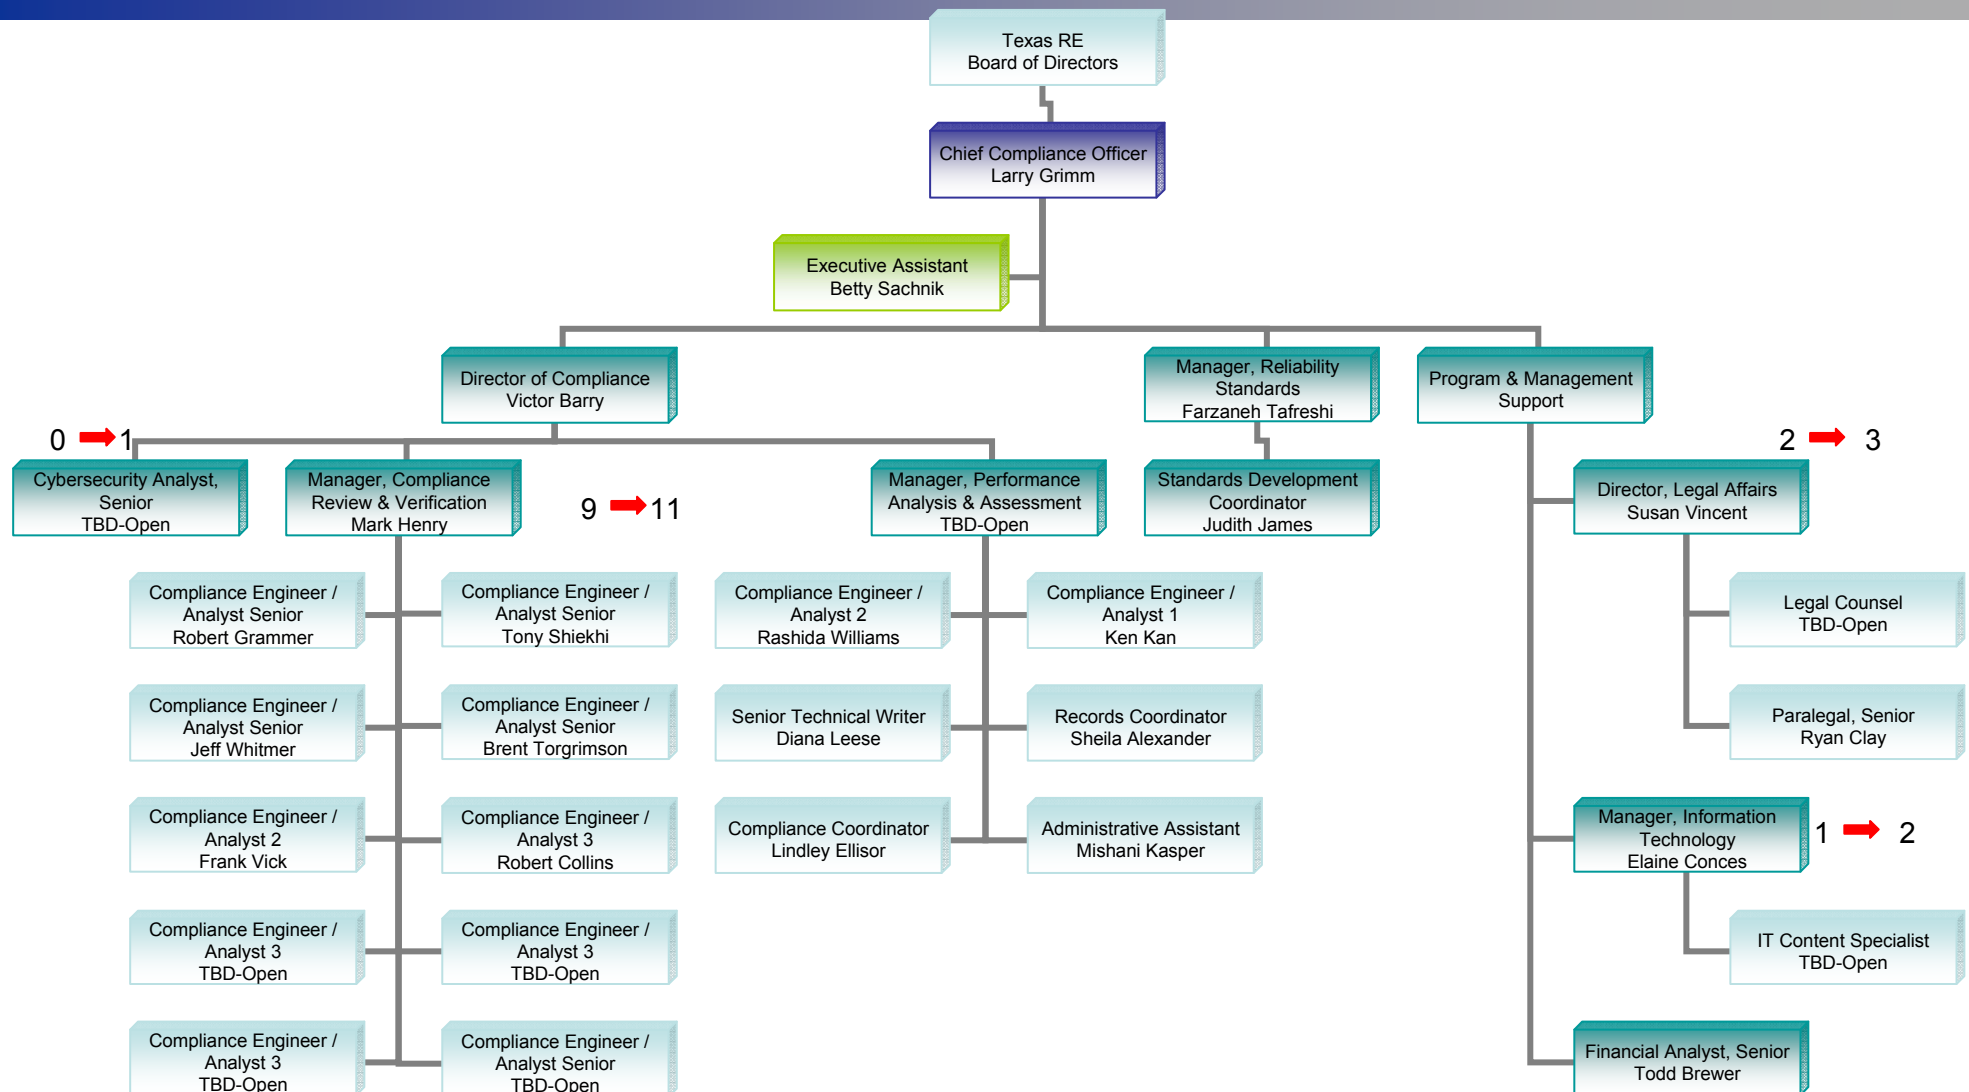 Texas RE
Board of Directors
Chief Compliance Officer
Larry Grimm
Executive Assistant
Betty Sachnik
Director of Compliance
Victor Barry
Manager, Reliability
Standards
Farzaneh Tafreshi
Program & Management
Support
0 1
9 11
2 3
Cybersecurity Analyst,
Senior
TBD-Open
Manager, Compliance
Review & Verification
Mark Henry
Manager, Performance
Analysis & Assessment
TBD-Open
Standards Development
Coordinator
Judith James
Director, Legal Affairs
Susan Vincent
Compliance Engineer /
Analyst Senior
Robert Grammer
Compliance Engineer /
Analyst Senior
Tony Shiekhi
Compliance Engineer /
Analyst 2
Rashida Williams
Compliance Engineer /
Analyst 1
Ken Kan
Legal Counsel
TBD-Open
Compliance Engineer /
Analyst Senior
Jeff Whitmer
Compliance Engineer /
Analyst Senior
Brent Torgrimson
Senior Technical Writer
Diana Leese
Records Coordinator
Sheila Alexander
Paralegal, Senior
Ryan Clay
Compliance Engineer /
Analyst 2
Frank Vick
Compliance Engineer /
Analyst 3
Robert Collins
Compliance Coordinator
Lindley Ellisor
Administrative Assistant
Mishani Kasper
Manager, Information
Technology
Elaine Conces
1 2
Compliance Engineer /
Analyst 3
TBD-Open
Compliance Engineer /
Analyst 3
TBD-Open
IT Content Specialist
TBD-Open
Compliance Engineer /
Analyst 3
TBD-Open
Compliance Engineer /
Analyst Senior
TBD-Open
Financial Analyst, Senior
Todd Brewer